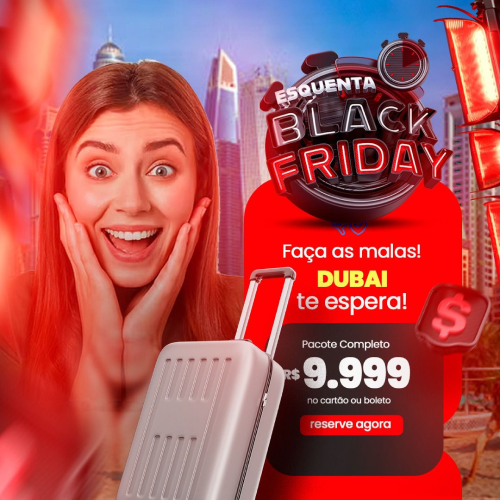 ESQUENTA
BLACK
FRIDAY
Faça as malas!
DUBAI
te espera!
Pacote Completo
R$ 9.999
no cartão ou boleto
reserve agora
$